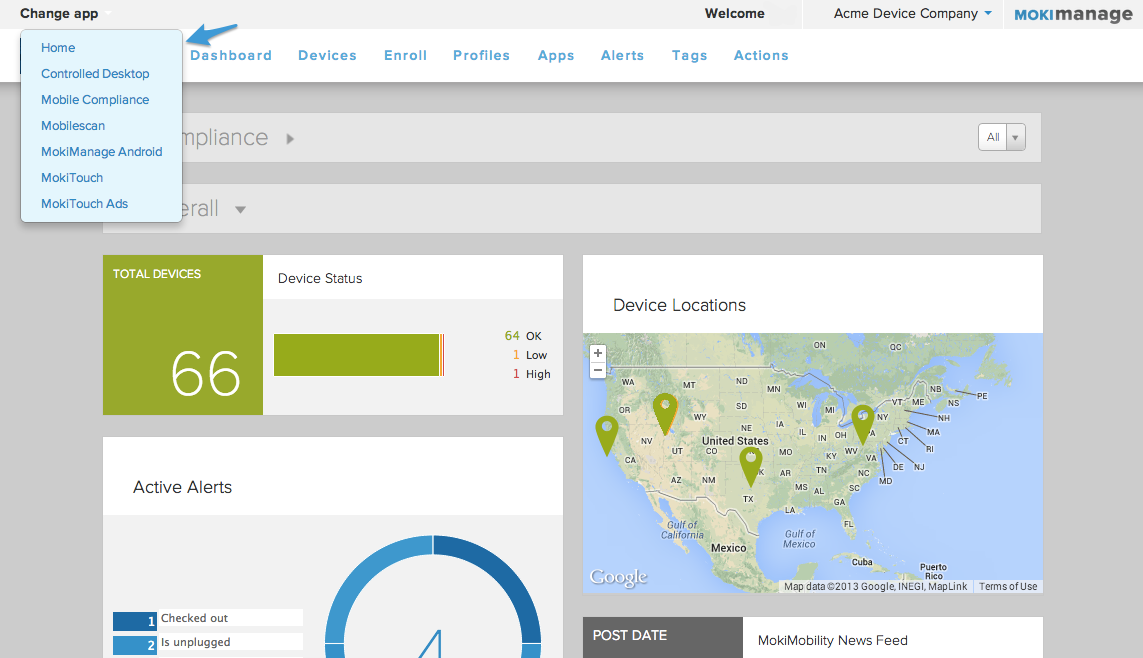 Change app
Welcome
Acme Device Company
MOKImanage
Home
Controlled Desktop
Mobile Compliance
Mobilescan
MokiManage Android
MokiTouch
MokiTouch Ads
Dashboard
Devices
Enroll
Profiles
Apps
Alerts
Tags
Actions
mpliance
All
erall
TOTAL DEVICES
66
Device Status
64 OK
1 Low
1 High
Device Locations
+
−
ON
QC
WA
MT
ND
MN
NB
PE
OR
WY
SD
WI
MI
VT
ME
NS
NH
NY
MA
NE
IA
IL
IN
OH
PA
CT
RI
NV
UT
CO
United States
MO
KY
WV
VA
NJ
DE
MD
CA
AZ
NM
K
AR
TN
NC
SC
MS
AL
GA
TX
LA
FL
Gulf of
California
Gulf of
Mexico
Mexico
Cuba
Puerto
Rico
Google
Map data ©2013 Google, INEGI, MapLink
Terms of Use
Active Alerts
1 Checked out
2 Is unplugged
4
POST DATE
MokiMobility News Feed